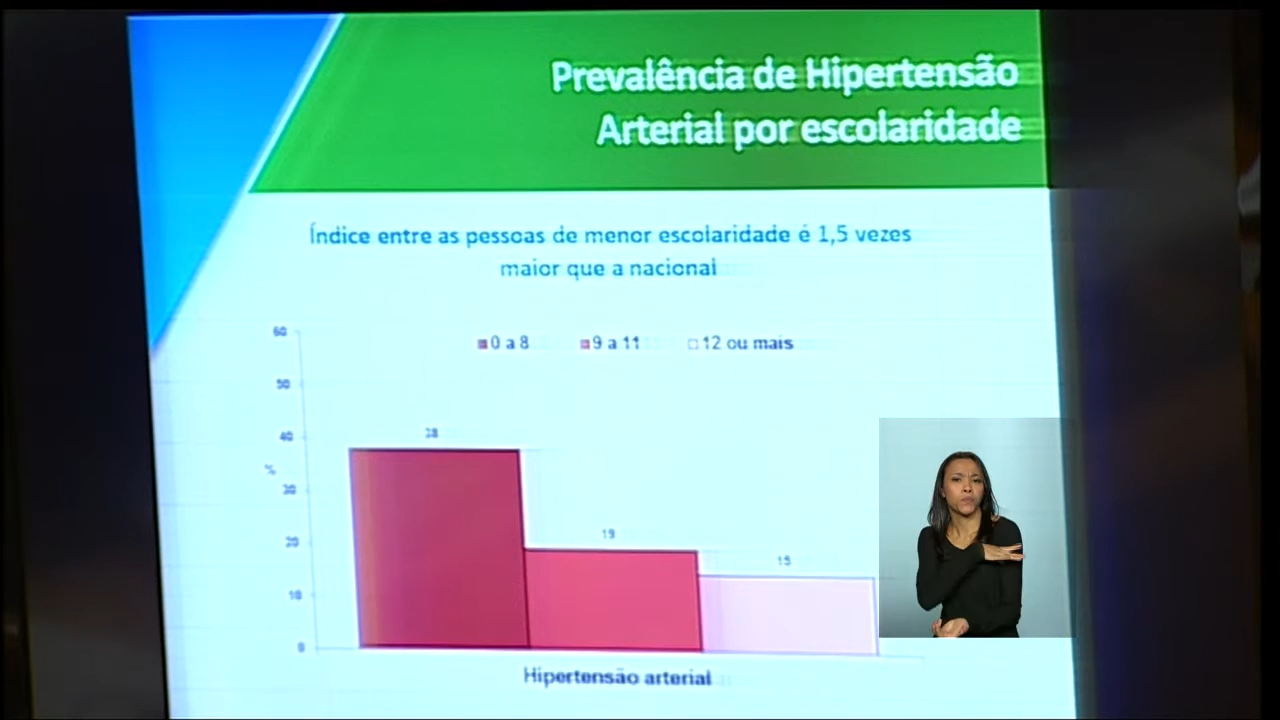 Prevalência de Hipertensão
Arterial por escolaridade
Índice entre as pessoas de menor escolaridade é 1,5 vezes
maior que a nacional
0 a 8 9 a 11 12 ou mais
60
50
40
%
30
20
10
0
38
19
15
Hipertensão arterial